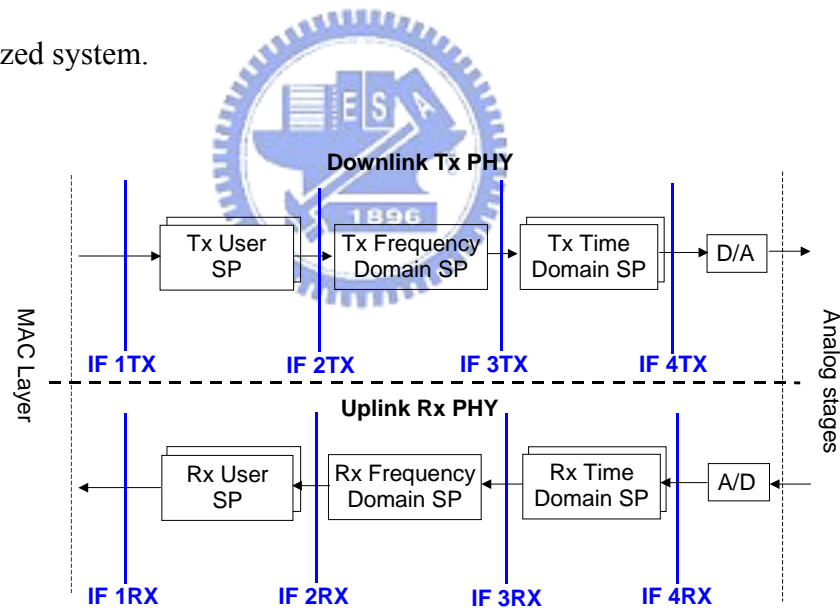 zed system.
ESA
1896
Downlink Tx PHY
Tx User
SP
Tx Frequency
Domain SP
Tx Time
Domain SP
D/A
MAC Layer
Analog stages
IF 1TX
IF 2TX
IF 3TX
IF 4TX
Uplink Rx PHY
Rx User
SP
Rx Frequency
Domain SP
Rx Time
Domain SP
A/D
IF 1RX
IF 2RX
IF 3RX
IF 4RX